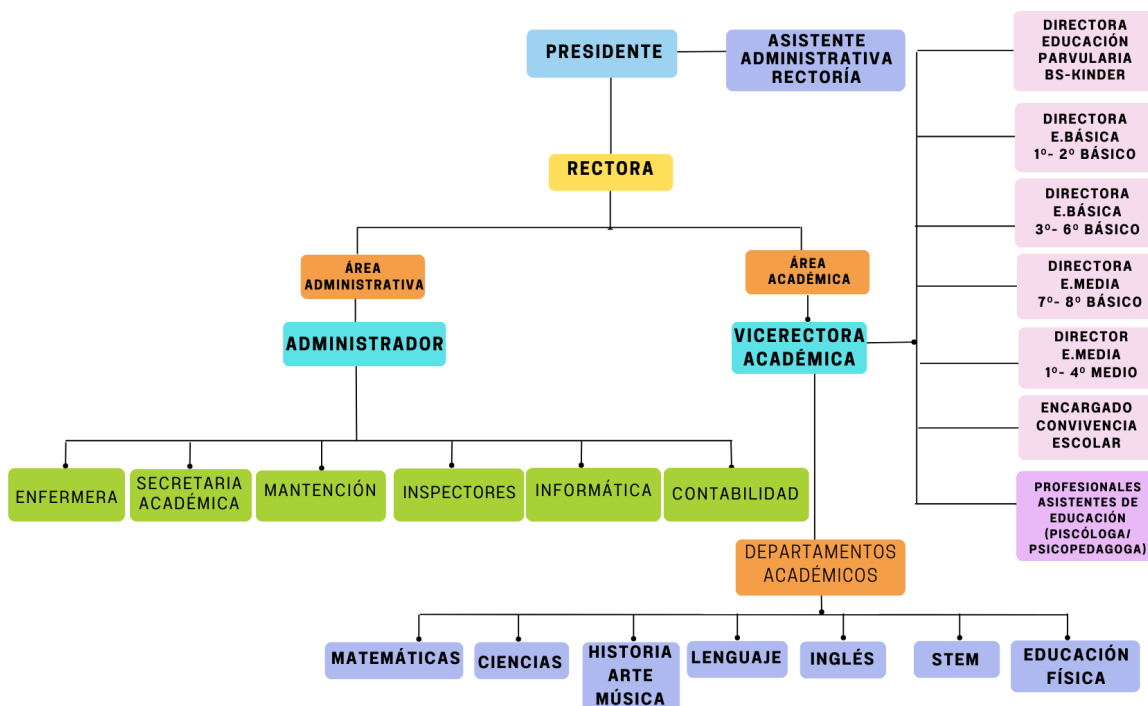 PRESIDENTE
ASISTENTE
ADMINISTRATIVA
RECTORÍA
RECTORA
ÁREA
ADMINISTRATIVA
ÁREA
ACADÉMICA
ADMINISTRADOR
VICERECTORA
ACADÉMICA
DIRECTORA
EDUCACIÓN
PARVULARIA
BS-KINDER
DIRECTORA
E.BÁSICA
1º- 2º BÁSICO
DIRECTORA
E.BÁSICA
3º- 6º BÁSICO
DIRECTORA
E.MEDIA
7º- 8º BÁSICO
DIRECTOR
E.MEDIA
1º- 4º MEDIO
ENCARGADO
CONVIVENCIA
ESCOLAR
PROFESIONALES
ASISTENTES DE
EDUCACIÓN
(PISCÓLOGA/
PSICOPEDAGOGA)
ENFERMERA
SECRETARIA
ACADÉMICA
MANTENCIÓN
INSPECTORES
INFORMÁTICA
CONTABILIDAD
DEPARTAMENTOS
ACADÉMICOS
MATEMÁTICAS
CIENCIAS
HISTORIA
ARTE
MÚSICA
LENGUAJE
INGLÉS
STEM
EDUCACIÓN
FÍSICA